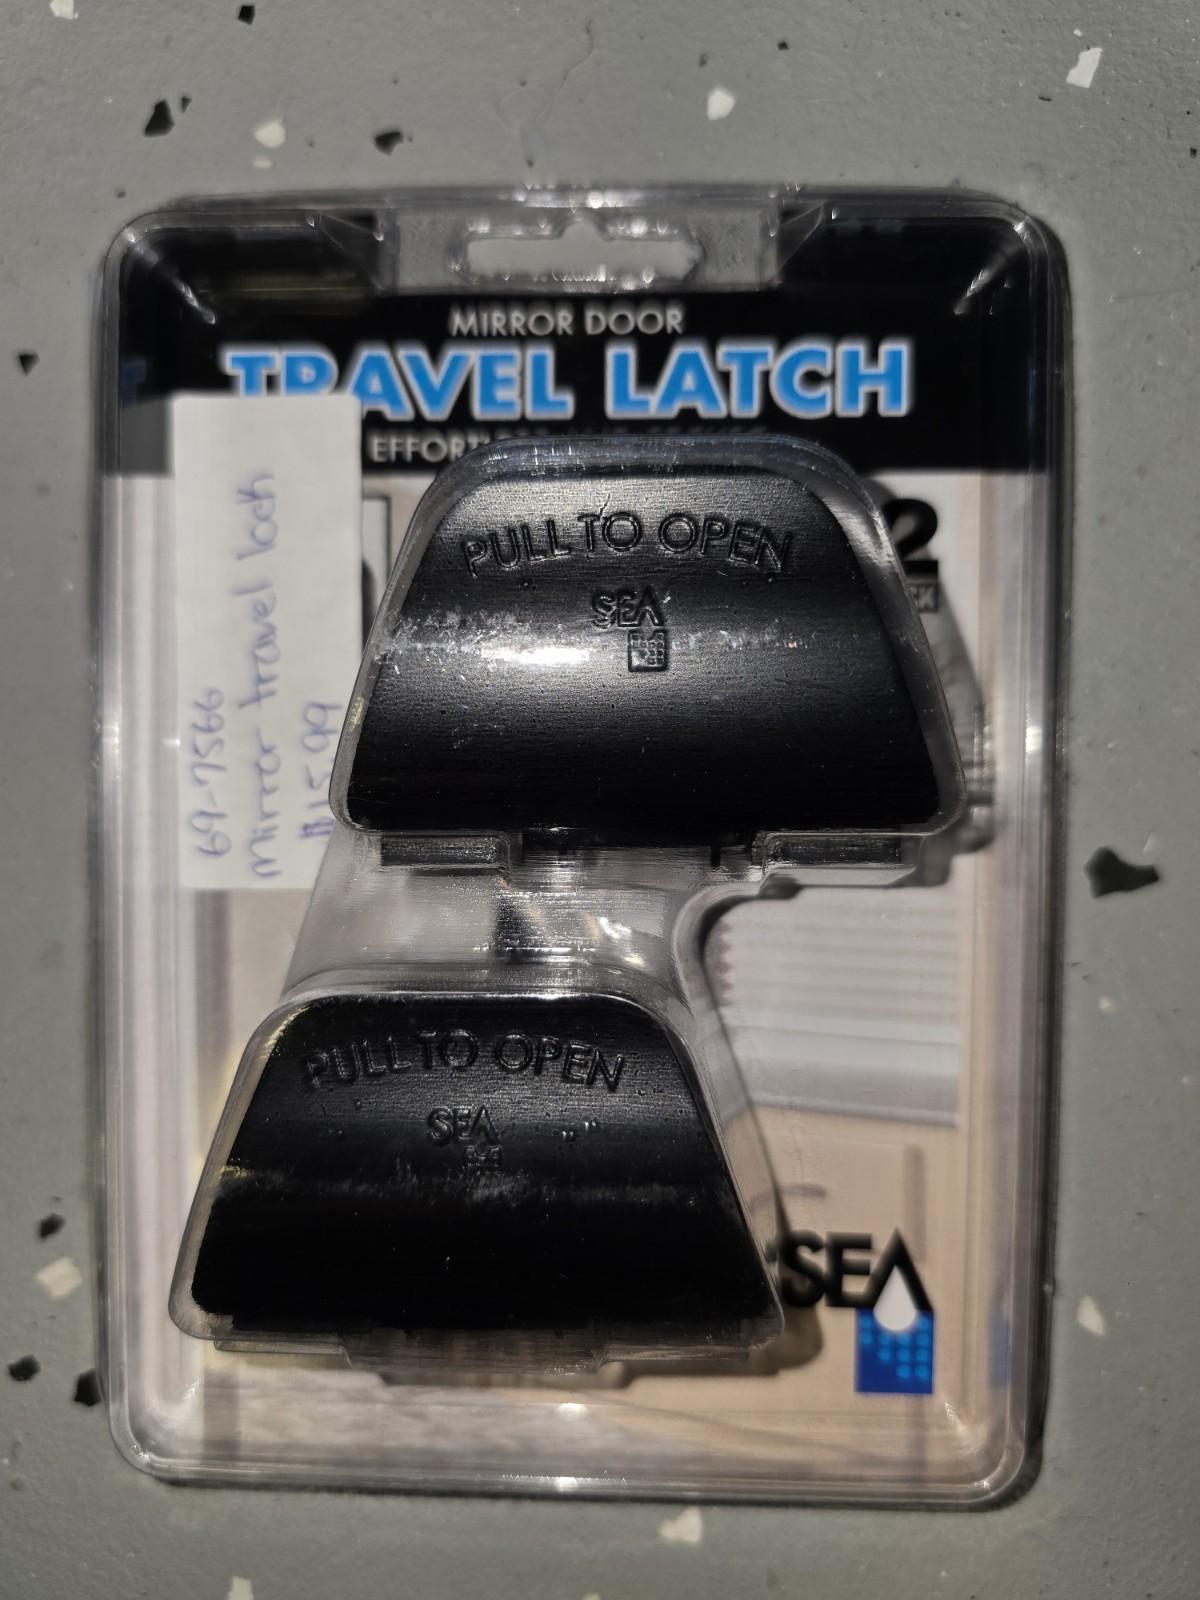 MIRROR DOOR
TRAVEL LATCH
69-7566
Mirror travel lock
$15.99
PULL TO OPEN
SEA
2
PULL TO OPEN
SEA
SEA